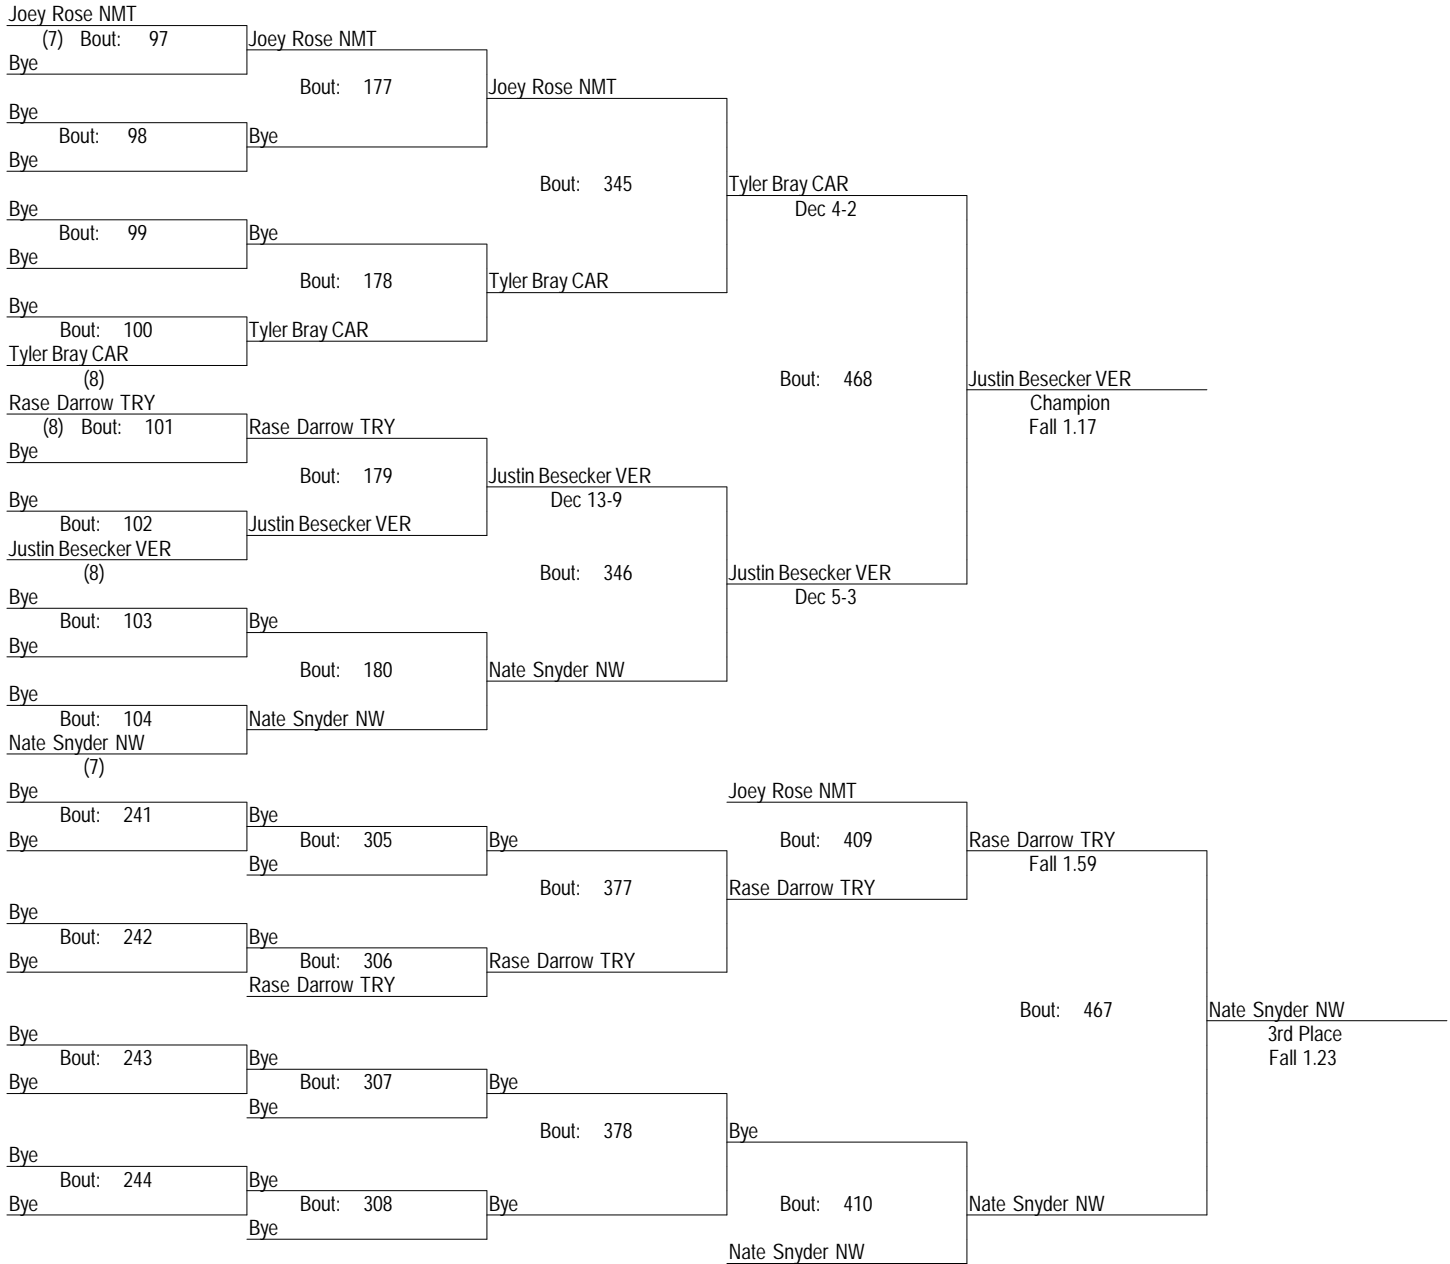 Joey Rose NMT
(7) Bout: 97 Joey Rose NMT
Bye
Bout: 177 Joey Rose NMT
Bye
Bout: 98 Bye
Bye
Bout: 345 Tyler Bray CAR
Dec 4-2
Bye
Bout: 99 Bye
Bye
Bout: 178 Tyler Bray CAR
Bye
Bout: 100 Tyler Bray CAR
Tyler Bray CAR
(8)
Bout: 468 Justin Besecker VER
Champion
Fall 1.17
Rase Darrow TRY
(8) Bout: 101 Rase Darrow TRY
Bye
Bout: 179 Justin Besecker VER
Dec 13-9
Bye
Bout: 102 Justin Besecker VER
Justin Besecker VER
(8)
Bout: 346 Justin Besecker VER
Dec 5-3
Bye
Bout: 103 Bye
Bye
Bout: 180 Nate Snyder NW
Bye
Bout: 104 Nate Snyder NW
Nate Snyder NW
(7)
Bye
Joey Rose NMT
Bout: 241 Bye
Bye
Bout: 305 Bye
Bout: 409 Rase Darrow TRY
Bye
Fall 1.59
Bout: 377 Rase Darrow TRY
Bye
Bout: 242 Bye
Bye
Bout: 306 Rase Darrow TRY
Rase Darrow TRY
Bout: 467 Nate Snyder NW
3rd Place
Fall 1.23
Bye
Bout: 243 Bye
Bye
Bout: 307 Bye
Bye
Bout: 378 Bye
Bye
Bout: 244 Bye
Bye
Bout: 308 Bye
Bout: 410 Nate Snyder NW
Bye
Nate Snyder NW